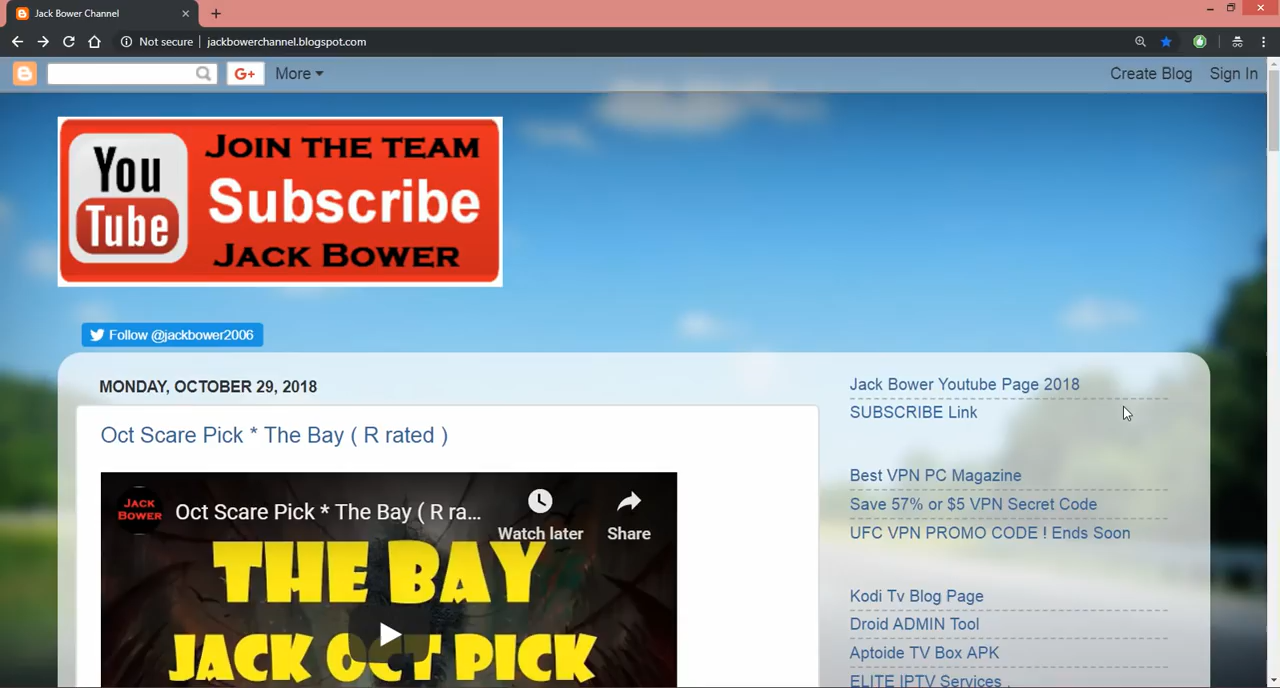 Jack Bower Channel
Not secure | jackbowerchannel.blogspot.com
G+ More Create Blog Sign In
You Tube
JOIN THE TEAM
Subscribe
JACK BOWER
Follow @jackbower2006
MONDAY, OCTOBER 29, 2018
Oct Scare Pick * The Bay ( R rated )
JACK BOWER
Oct Scare Pick * The Bay ( R ra...
Watch later
Share
THE BAY
JACK OCT PICK
Jack Bower Youtube Page 2018
SUBSCRIBE Link
Best VPN PC Magazine
Save 57% or $5 VPN Secret Code
UFC VPN PROMO CODE ! Ends Soon
Kodi Tv Blog Page
Droid ADMIN Tool
Aptoide TV Box APK
ELITE IPTV Services .